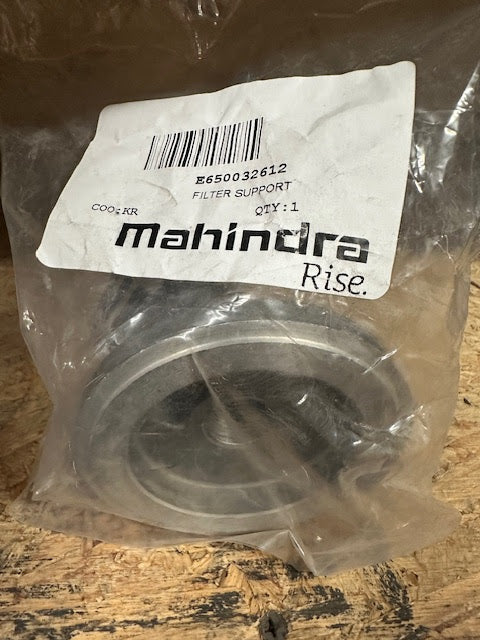 E650032612
FILTER SUPPORT
COO:KR QTY:1
Mahindra
Rise.